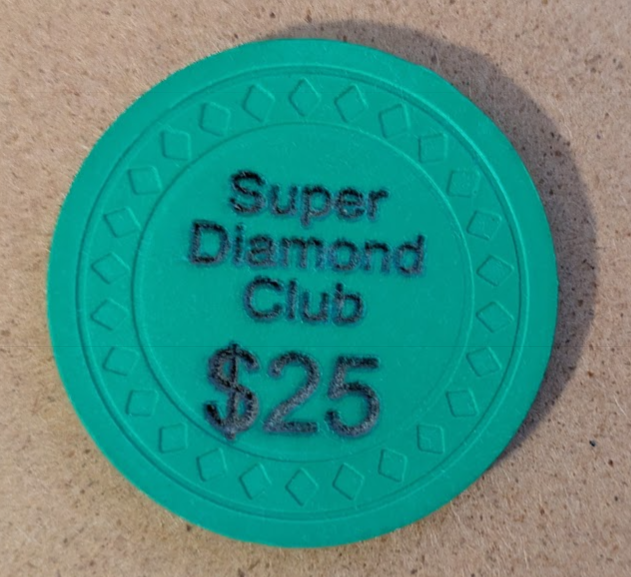 Super
Diamond
Club
$25